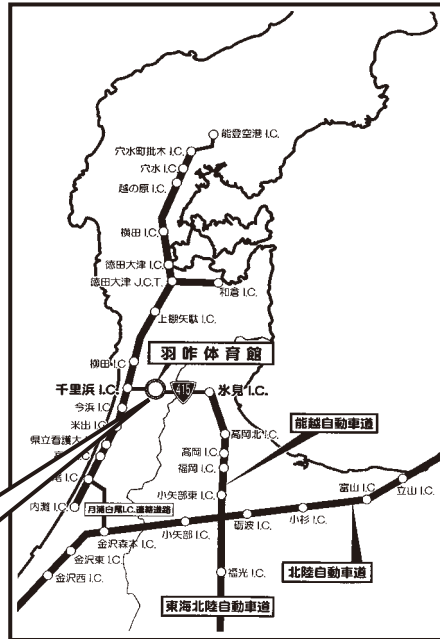 能登空港 I.C.
穴水町此木 I.C.
穴水 I.C.
越の原 I.C.
横田 I.C.
徳田大津 I.C.
徳田大津 J.C.T.
和倉 I.C.
上棚矢駄 I.C.
柳田 I.C.
羽咋体育館
千里浜 I.C.
415
氷見 I.C.
今浜 I.C.
米出 I.C.
県立看護大
高岡北 I.C.
能越自動車道
高岡 I.C.
福岡 I.C.
小矢部東 I.C.
内灘 I.C.
月浦白尾I.C.連絡道路
富山 I.C.
立山 I.C.
小杉 I.C.
砺波 I.C.
小矢部 I.C.
金沢森本 I.C.
金沢東 I.C.
金沢西 I.C.
福光 I.C.
北陸自動車道
東海北陸自動車道